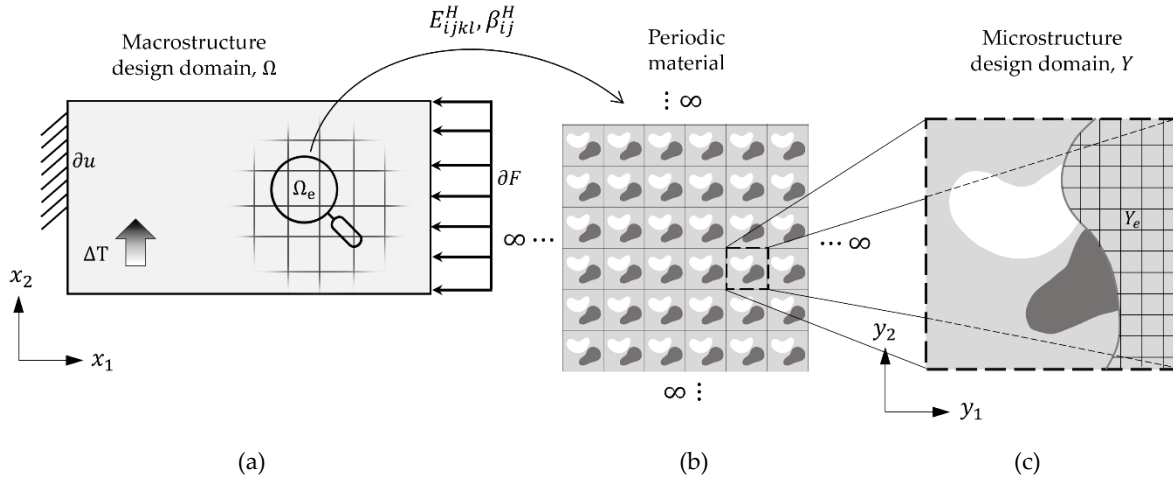 E^H_{ijkl}, β^H_{ij}
Macrostructure
design domain, Ω
Periodic
material
Microstructure
design domain, Y
⋮ ∞
∂u
Ω_e
∂F
ΔT
∞ ⋯
⋯ ∞
Y_e
x_2
x_1
y_2
y_1
∞ ⋮
(a)
(b)
(c)